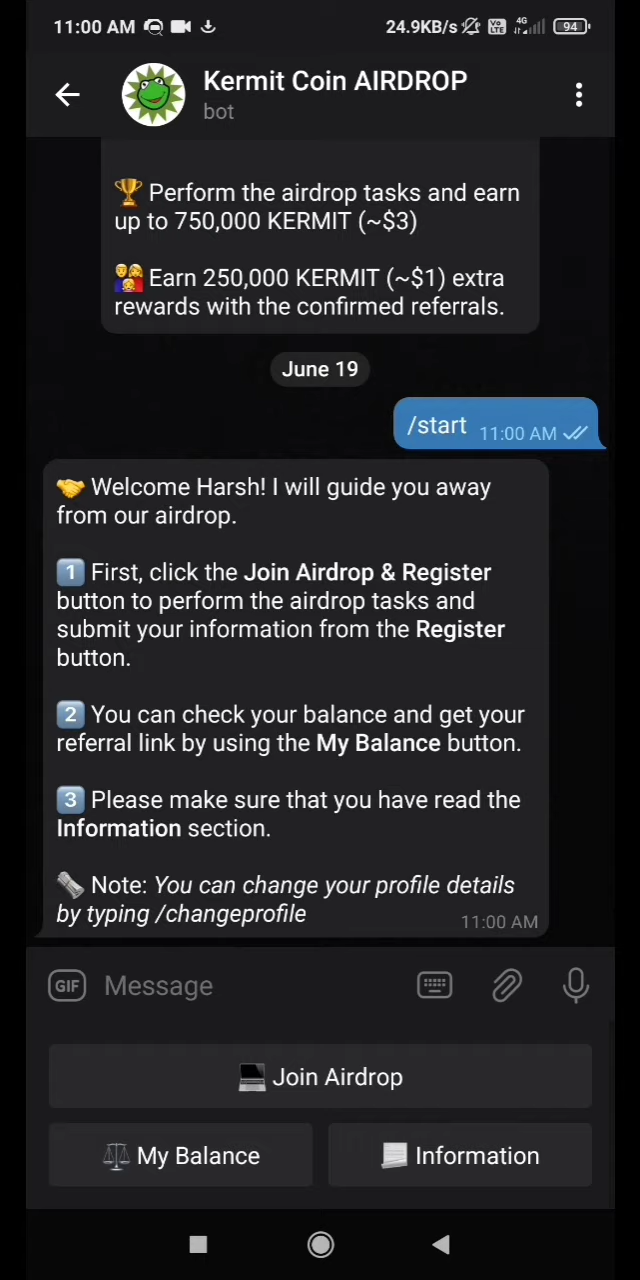 11:00 AM 24.9KB/s Vo LTE 4G 94
Kermit Coin AIRDROP
bot
🏆 Perform the airdrop tasks and earn
up to 750,000 KERMIT (~$3)
👨‍👩‍👦 Earn 250,000 KERMIT (~$1) extra
rewards with the confirmed referrals.
June 19
/start 11:00 AM
🤝 Welcome Harsh! I will guide you away
from our airdrop.
1️⃣ First, click the Join Airdrop & Register
button to perform the airdrop tasks and
submit your information from the Register
button.
2️⃣ You can check your balance and get your
referral link by using the My Balance button.
3️⃣ Please make sure that you have read the
Information section.
🗞 Note: You can change your profile details
by typing /changeprofile 11:00 AM
GIF Message
💻 Join Airdrop
⚖ My Balance 📃 Information